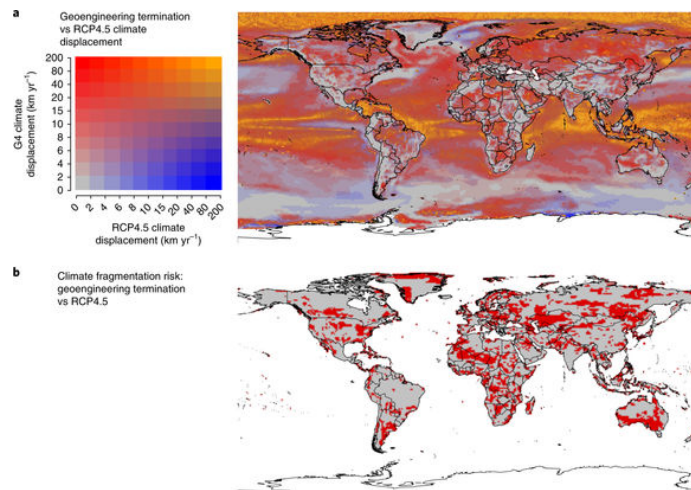 a
Geoengineering termination
vs RCP4.5 climate
displacement
200
80
40
20
15
10
8
6
4
2
0
G4 climate
displacement (km yr⁻¹)
0 2 4 6 8 10 15 20 40 80 200
RCP4.5 climate
displacement (km yr⁻¹)
b
Climate fragmentation risk:
geoengineering termination
vs RCP4.5